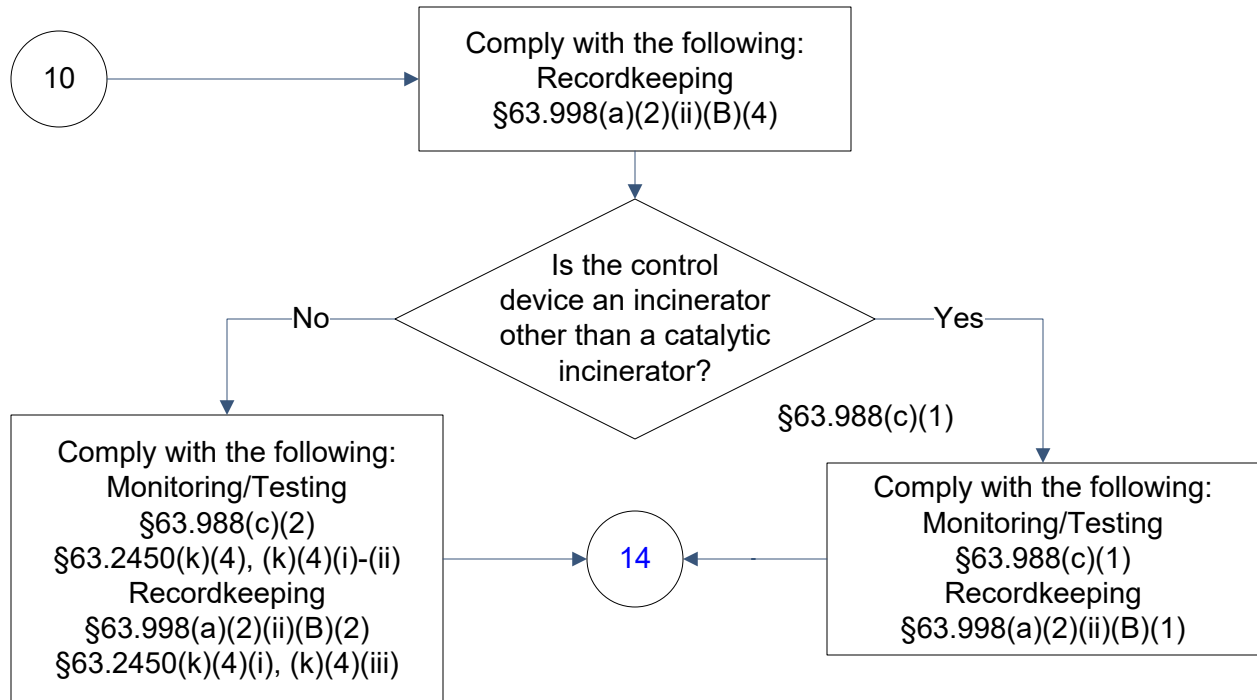 10
Comply with the following:
Recordkeeping
§63.998(a)(2)(ii)(B)(4)
Is the control
device an incinerator
other than a catalytic
incinerator?
No
Yes
§63.988(c)(1)
Comply with the following:
Monitoring/Testing
§63.988(c)(2)
§63.2450(k)(4), (k)(4)(i)-(ii)
Recordkeeping
§63.998(a)(2)(ii)(B)(2)
§63.2450(k)(4)(i), (k)(4)(iii)
14
Comply with the following:
Monitoring/Testing
§63.988(c)(1)
Recordkeeping
§63.998(a)(2)(ii)(B)(1)